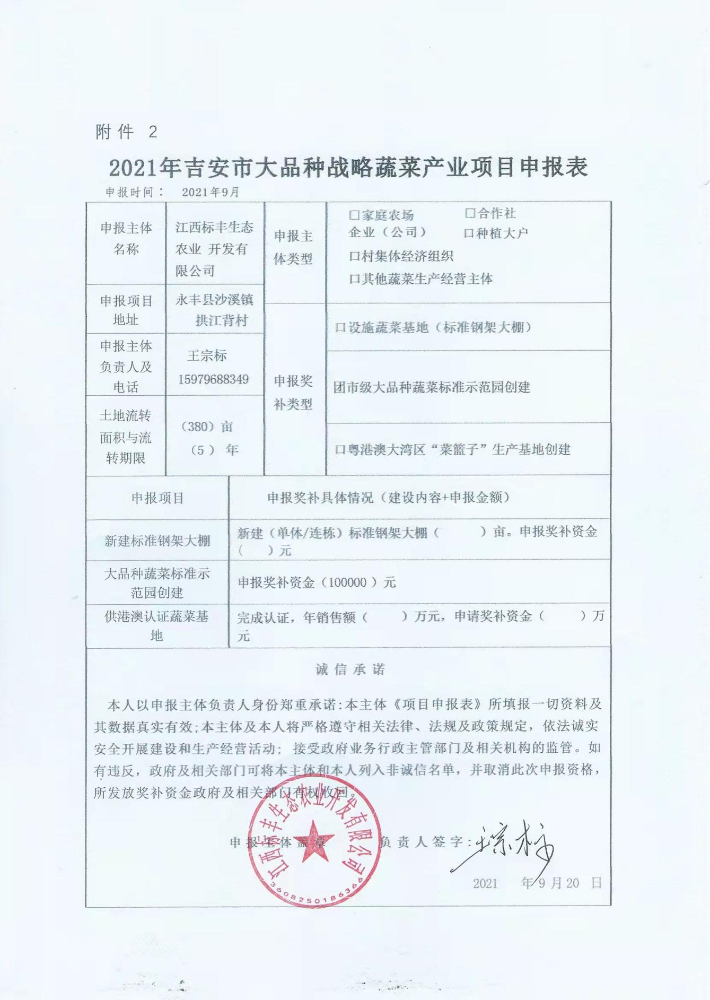 附件 2
2021年吉安市大品种战略蔬菜产业项目申报表
申报时间： 2021年9月
申报主体
名称
江西标丰生态
农业 开发有
限公司
申报主
体类型
□家庭农场 □合作社
企业（公司） □种植大户
□村集体经济组织
□其他蔬菜生产经营主体
申报项目
地址
永丰县沙溪镇
拱江背村
申报主体
负责人及
电话
王宗标
15979688349
土地流转
面积与流
转期限
（380）亩
（5 ） 年
申报奖
补类型
□设施蔬菜基地（标准钢架大棚）
团市级大品种蔬菜标准示范园创建
□粤港澳大湾区“菜篮子”生产基地创建
申报项目
申报奖补具体情况（建设内容+申报金额）
新建标准钢架大棚
新建（单体/连栋）标准钢架大棚（ ）亩。申报奖补资金
（ ）元
大品种蔬菜标准示
范园创建
申报奖补资金（100000 ）元
供港澳认证蔬菜基
地
完成认证，年销售额（ ）万元，申请奖补资金（ ）万
元
诚信承诺
本人以申报主体负责人身份郑重承诺:本主体《项目申报表》所填报一切资料及
其数据真实有效;本主体及本人将严格遵守相关法律、法规及政策规定，依法诚实
安全开展建设和生产经营活动； 接受政府业务行政主管部门及相关机构的监管。如
有违反，政府及相关部门可将本主体和本人列入非诚信名单，并取消此次申报资格，
所发放奖补资金政府及相关部门有权收回。
申报主体盖章 负责人签字:王宗标
江西标丰生态农业开发有限公司
3608250186366
2021 年9月20 日